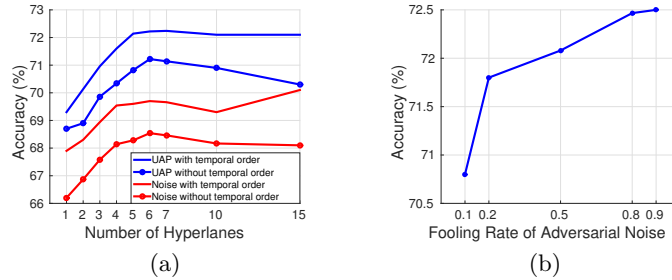 73
72
71
70
69
68
67
66
Accuracy (%)
UAP with temporal order
UAP without temporal order
Noise with temporal order
Noise without temporal order
1 2 3 4 5 6 7 10 15
Number of Hyperlanes
(a)
72.5
72
71.5
71
70.5
Accuracy (%)
0.1 0.2 0.5 0.8 0.9
Fooling Rate of Adversarial Noise
(b)